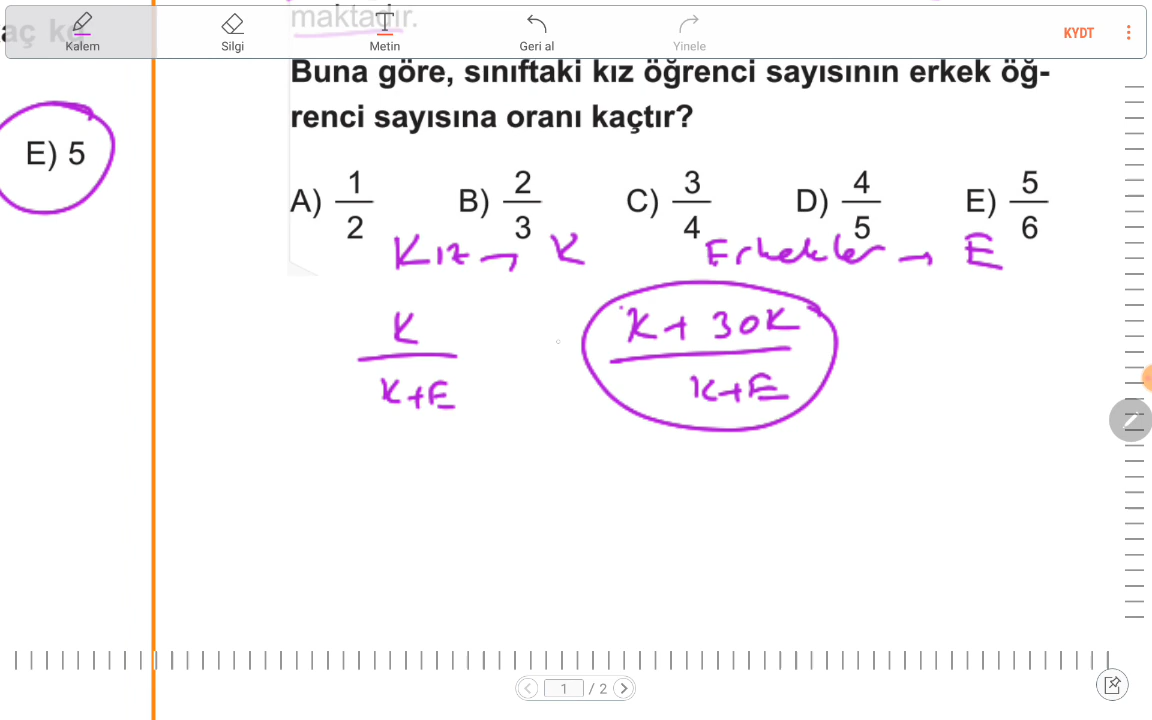 maktadır.
aç k
Kalem
Silgi
Metin
Geri al
Yinele
KYDT
Buna göre, sınıftaki kız öğrenci sayısının erkek öğ-
renci sayısına oranı kaçtır?
E) 5
A) 1/2 B) 2/3 C) 3/4 D) 4/5 E) 5/6
Kız → K Erkekler → E
K/K+E K+30K/K+E
1 / 2